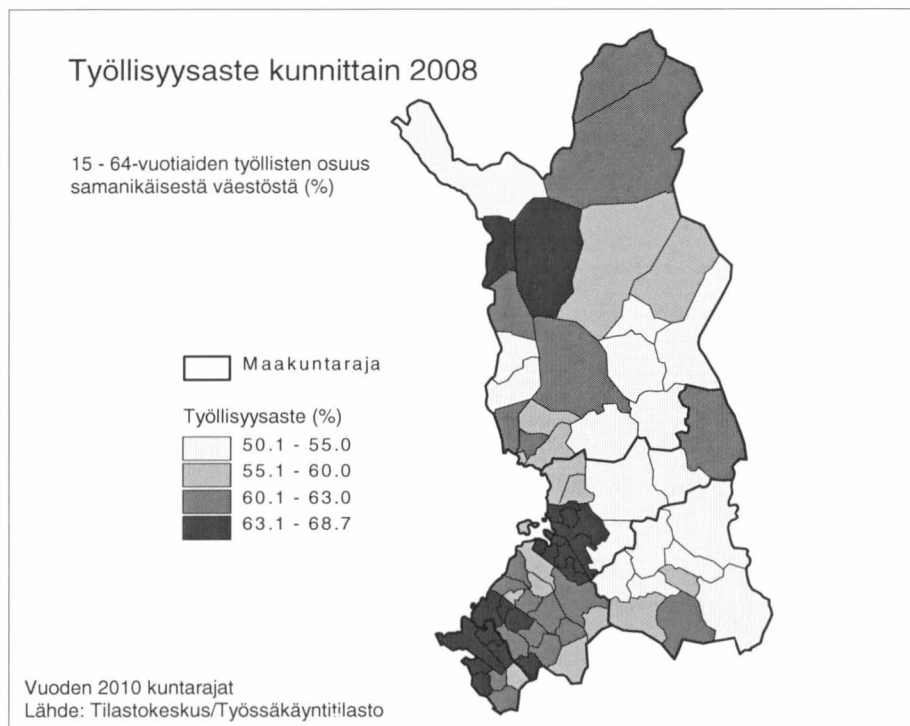 Työllisyysaste kunnittain 2008
15 - 64-vuotiaiden työllisten osuus
samanikäisestä väestöstä (%)
Maakuntaraja
Työllisyysaste (%)
50.1 - 55.0
55.1 - 60.0
60.1 - 63.0
63.1 - 68.7
Vuoden 2010 kuntarajat
Lähde: Tilastokeskus/Työssäkäyntitilasto